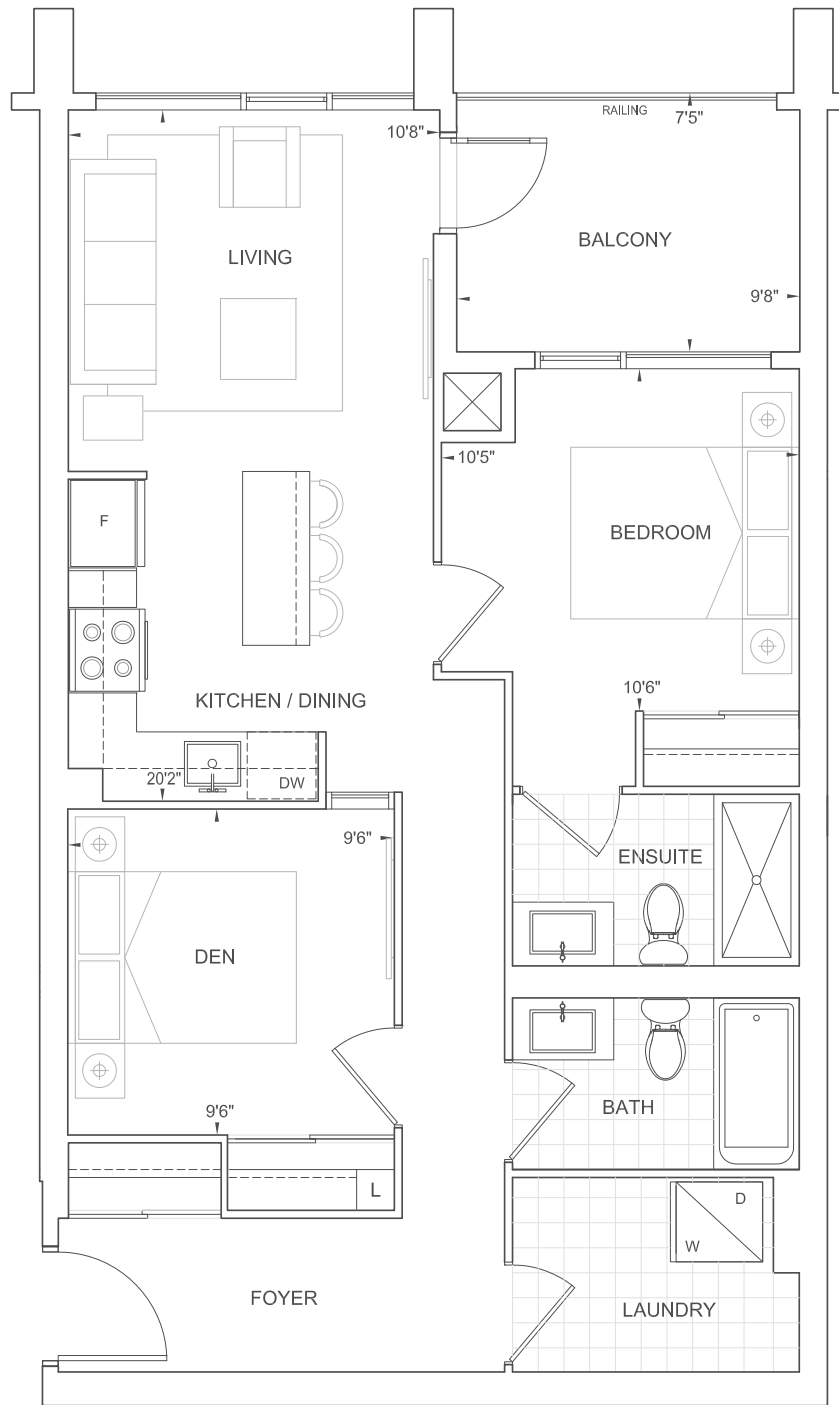 RAILING
7'5"
10'8"
BALCONY
LIVING
9'8"
10'5"
F
BEDROOM
10'6"
KITCHEN / DINING
20'2"
DW
9'6"
ENSUITE
DEN
9'6"
BATH
L
D
W
FOYER
LAUNDRY